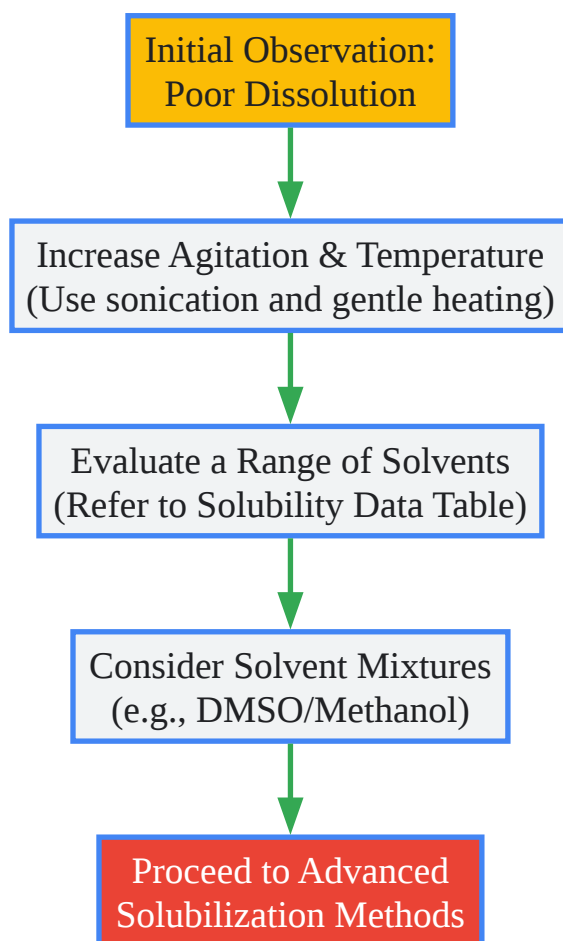 Initial Observation:
Poor Dissolution
Increase Agitation & Temperature
(Use sonication and gentle heating)
Evaluate a Range of Solvents
(Refer to Solubility Data Table)
Consider Solvent Mixtures
(e.g., DMSO/Methanol)
Proceed to Advanced
Solubilization Methods